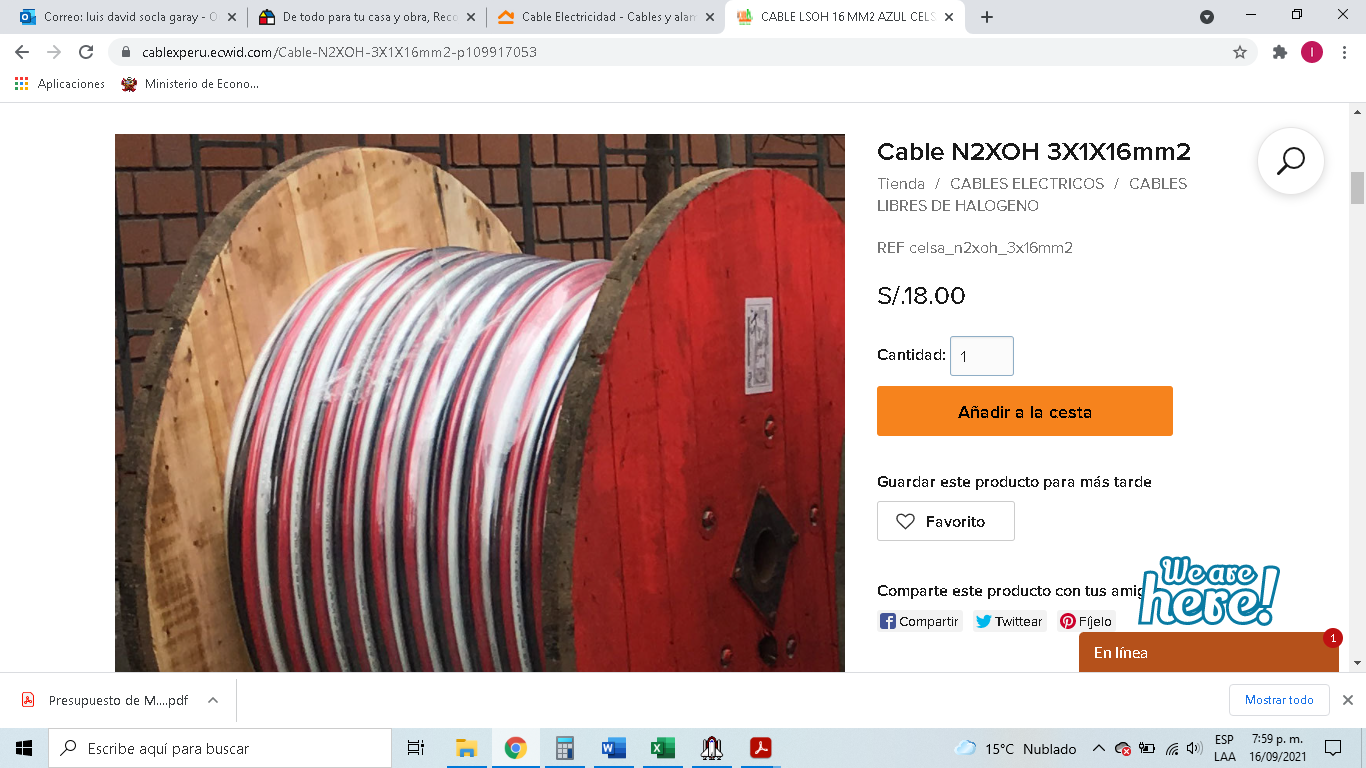 Correo: luis david socla garay - O
De todo para tu casa y obra, Rec
Cable Electricidad - Cables y alan
CABLE LSOH 16 MM2 AZUL CELS
cablexperu.ecwid.com/Cable-N2XOH-3X1X16mm2-p109917053
I
Aplicaciones
Ministerio de Econo...
Cable N2XOH 3X1X16mm2
Tienda / CABLES ELECTRICOS / CABLES
LIBRES DE HALOGENO
REF celsa_n2xoh_3x16mm2
S/.18.00
Cantidad: 1
Añadir a la cesta
Guardar este producto para más tarde
Favorito
Comparte este producto con tus amig
We are
here!
Compartir Twittear Fíjelo
En línea
1
Presupuesto de M....pdf
Mostrar todo
Escribe aquí para buscar
15°C Nublado
ESP
LAA
7:59 p. m.
16/09/2021